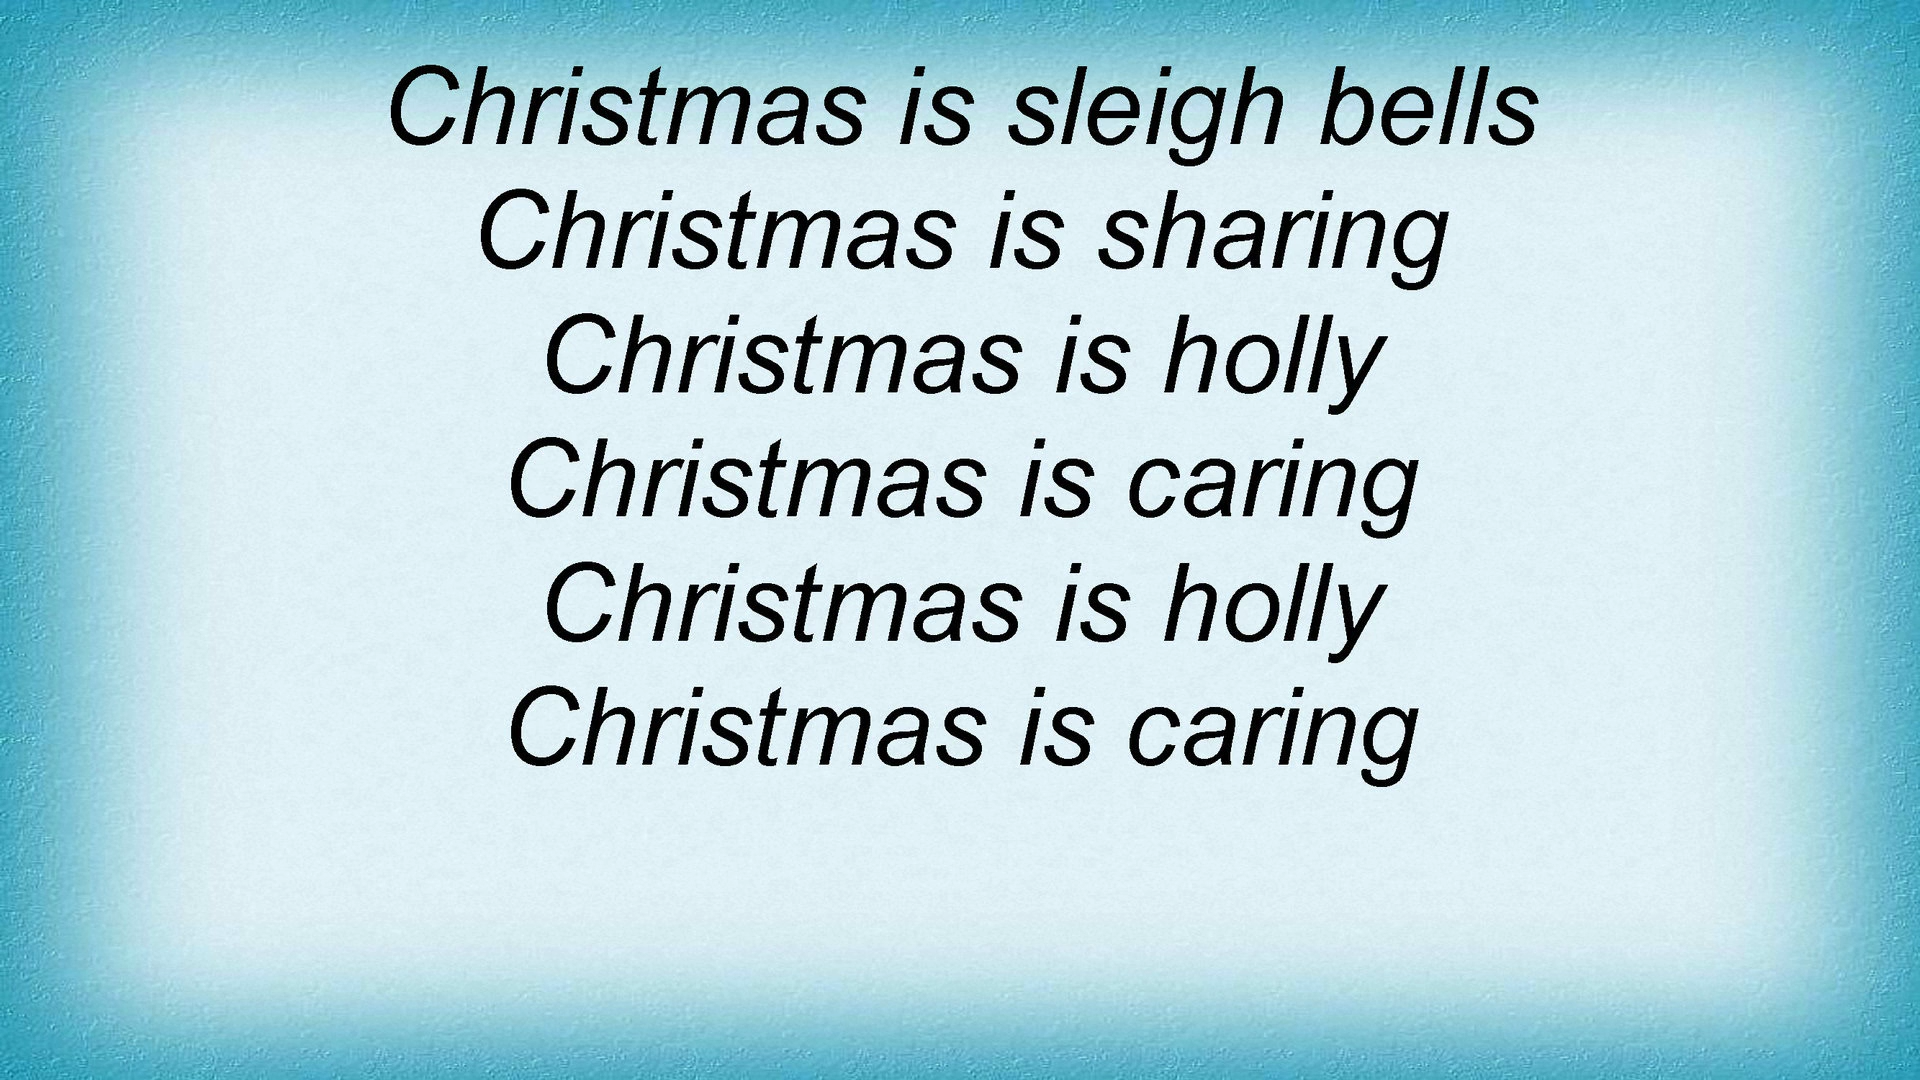 Christmas is sleigh bells
Christmas is sharing
Christmas is holly
Christmas is caring
Christmas is holly
Christmas is caring